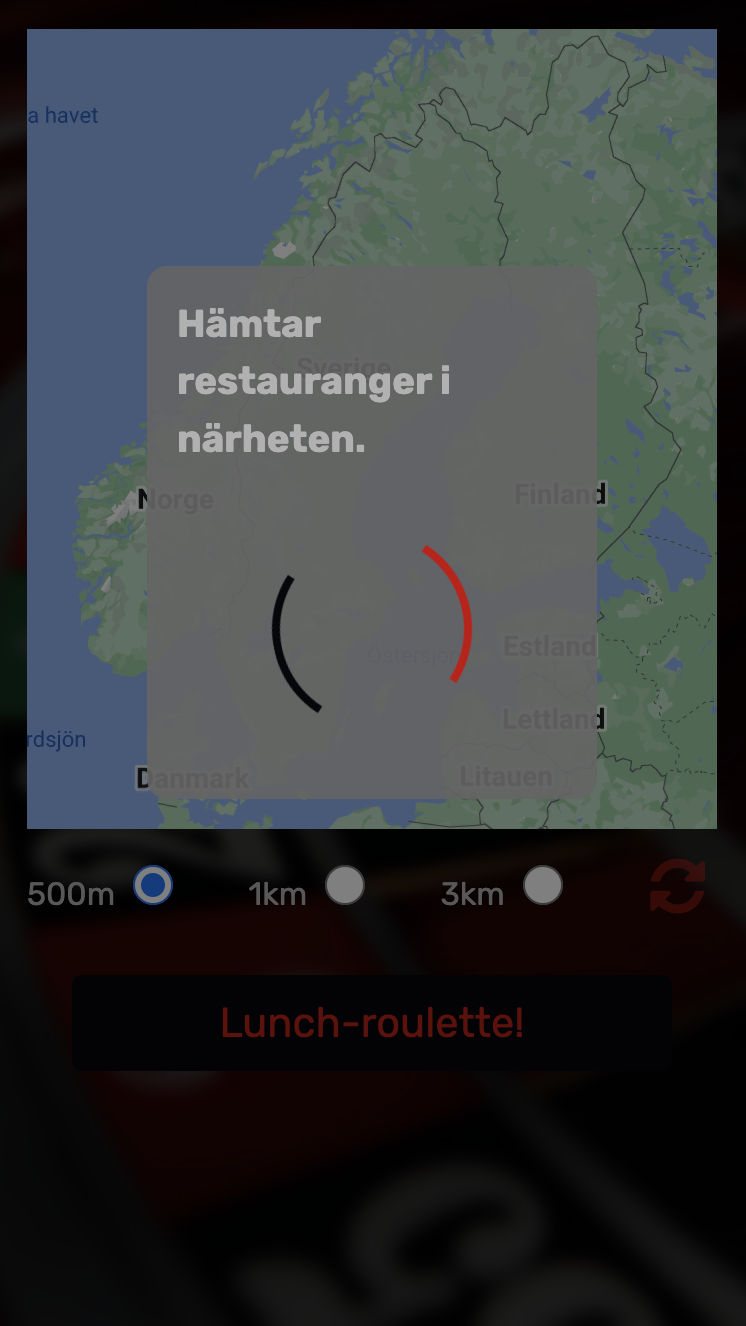 a havet
Hämtar
restauranger i
närheten.
Sverige
Norge
Finland
Östersjön
Estland
Lettland
rdsjön
Danmark
Litauen
500m
1km
3km
Lunch-roulette!